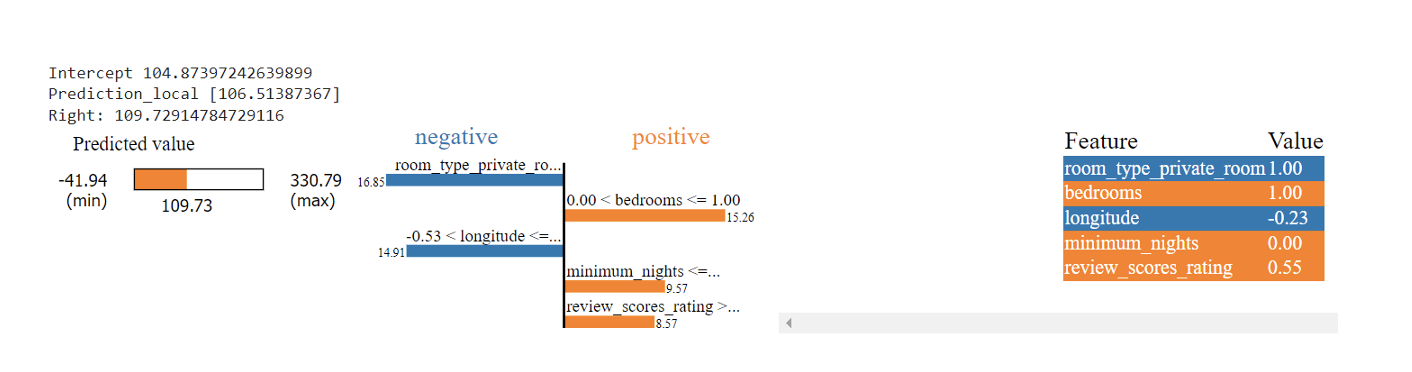 Intercept 104.87397242639899
Prediction_local [106.51387367]
Right: 109.72914784729116
Predicted value
-41.94
(min)
330.79
(max)
109.73
negative
positive
room_type_private_ro...
16.85
0.00 < bedrooms <= 1.00
15.26
-0.53 < longitude <=...
14.91
minimum_nights <=...
9.57
review_scores_rating >...
8.57
Feature Value
room_type_private_room 1.00
bedrooms 1.00
longitude -0.23
minimum_nights 0.00
review_scores_rating 0.55